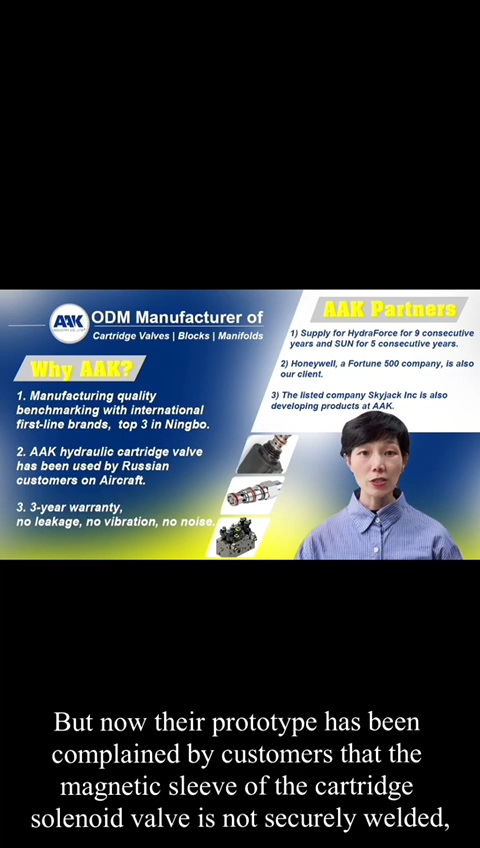 AAK
ODM Manufacturer of
Cartridge Valves | Blocks | Manifolds
Why AAK?
1. Manufacturing quality
benchmarking with international
first-line brands, top 3 in Ningbo.
2. AAK hydraulic cartridge valve
has been used by Russian
customers on Aircraft.
3. 3-year warranty,
no leakage, no vibration, no noise.
AAK Partners
1) Supply for HydraForce for 9 consecutive
years and SUN for 5 consecutive years.
2) Honeywell, a Fortune 500 company, is also
our client.
3) The listed company Skyjack Inc is also
developing products at AAK.
But now their prototype has been
complained by customers that the
magnetic sleeve of the cartridge
solenoid valve is not securely welded,